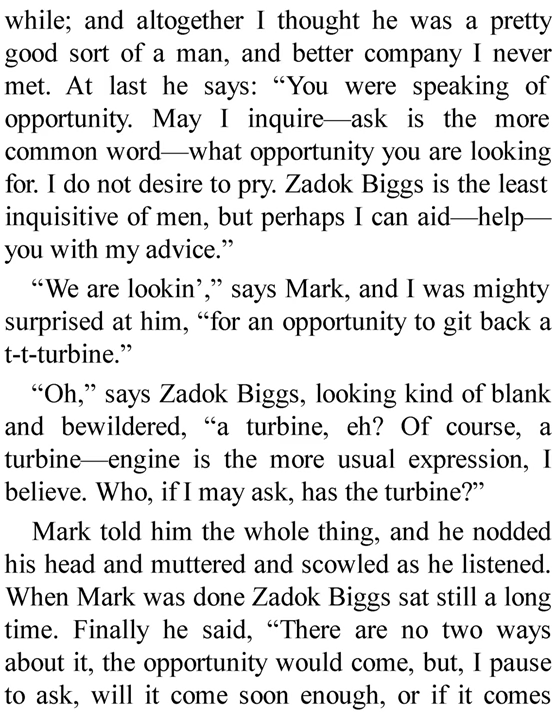 while; and altogether I thought he was a pretty
good sort of a man, and better company I never
met. At last he says: “You were speaking of
opportunity. May I inquire—ask is the more
common word—what opportunity you are looking
for. I do not desire to pry. Zadok Biggs is the least
inquisitive of men, but perhaps I can aid—help—
you with my advice.”
“We are lookin’,” says Mark, and I was mighty
surprised at him, “for an opportunity to git back a
t-t-turbine.”
“Oh,” says Zadok Biggs, looking kind of blank
and bewildered, “a turbine, eh? Of course, a
turbine—engine is the more usual expression, I
believe. Who, if I may ask, has the turbine?”
Mark told him the whole thing, and he nodded
his head and muttered and scowled as he listened.
When Mark was done Zadok Biggs sat still a long
time. Finally he said, “There are no two ways
about it, the opportunity would come, but, I pause
to ask, will it come soon enough, or if it comes